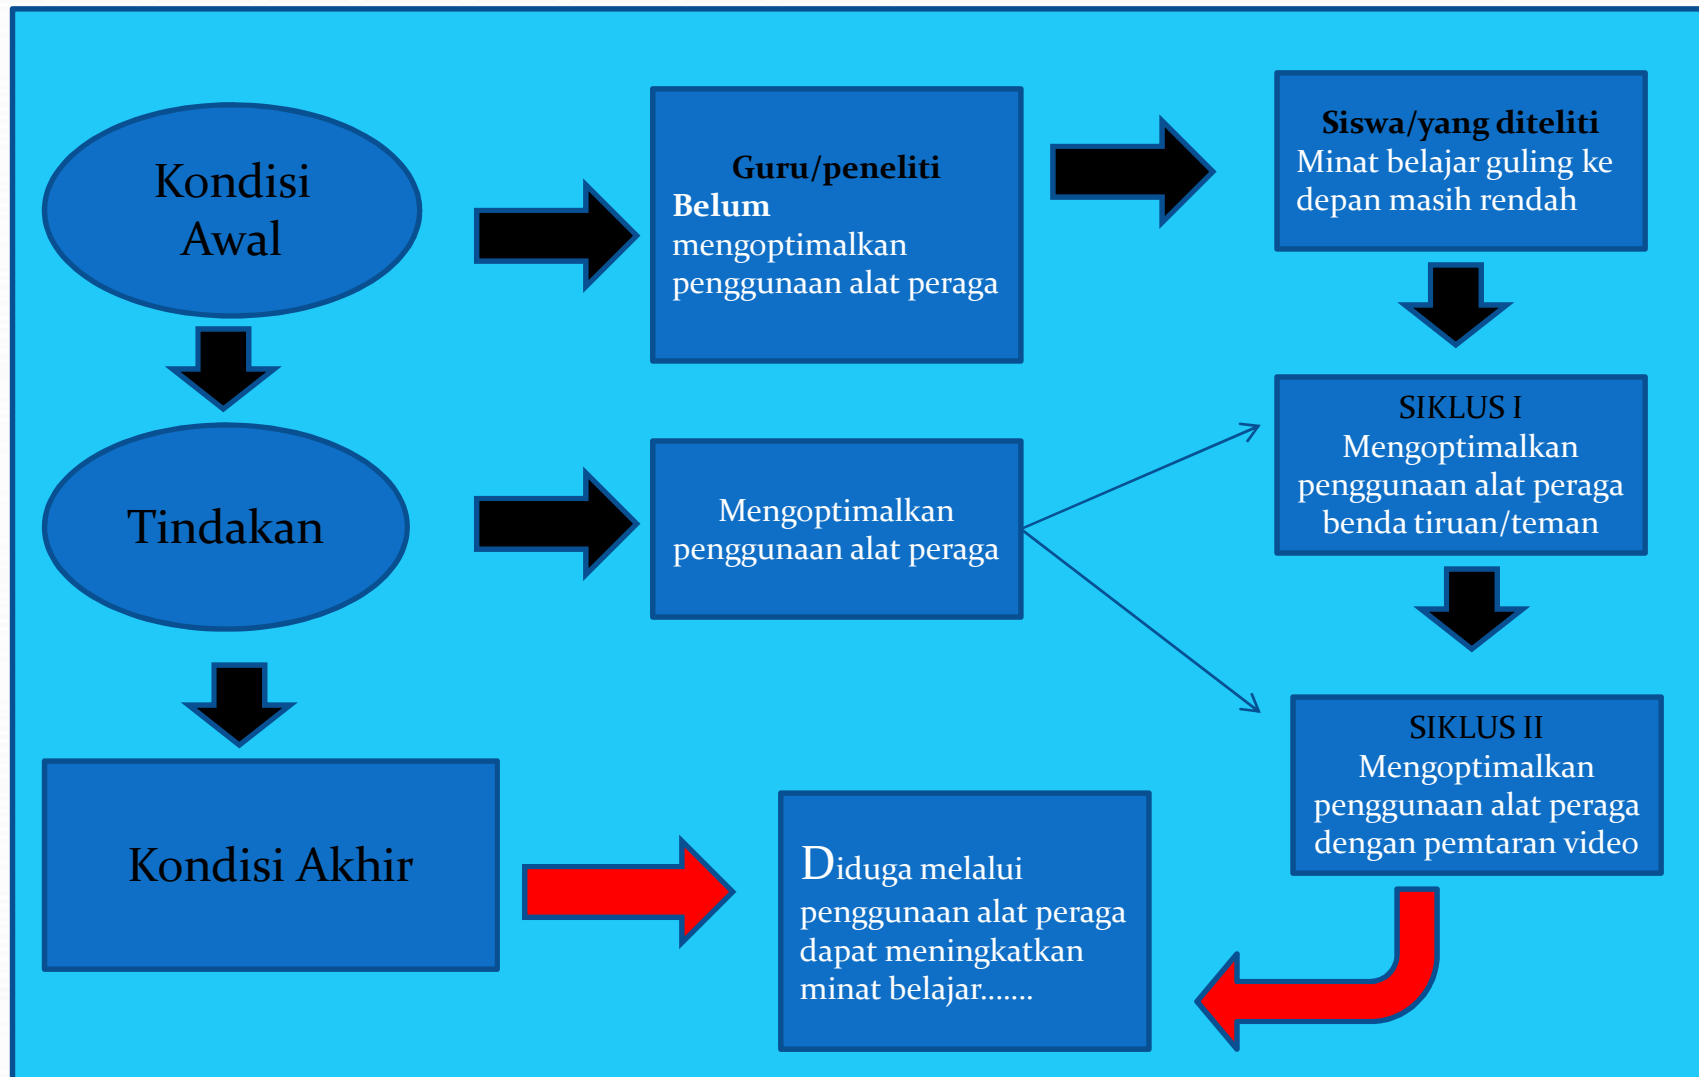 Kondisi
Awal
Guru/peneliti
Belum
mengoptimalkan
penggunaan alat peraga
Siswa/yang diteliti
Minat belajar guling ke
depan masih rendah
Tindakan
Mengoptimalkan
penggunaan alat peraga
SIKLUS I
Mengoptimalkan
penggunaan alat peraga
benda tiruan/teman
SIKLUS II
Mengoptimalkan
penggunaan alat peraga
dengan pemtaran video
Kondisi Akhir
Diduga melalui
penggunaan alat peraga
dapat meningkatkan
minat belajar.......